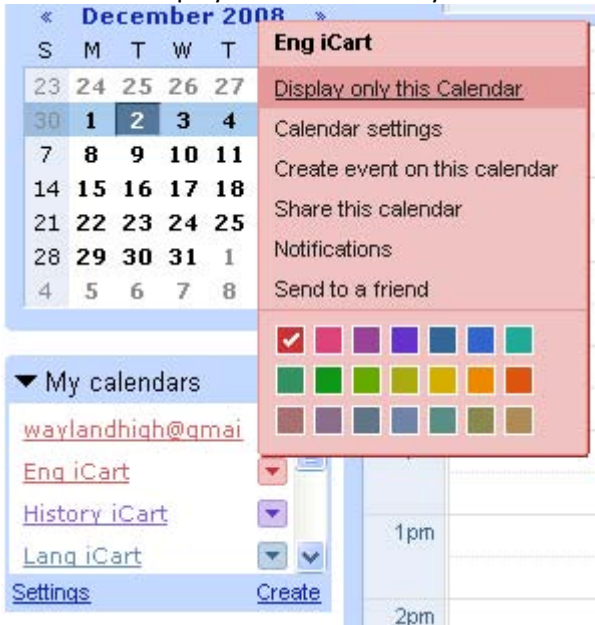 « December 2008 »
S M T W T
23 24 25 26 27
30 1 2 3 4
7 8 9 10 11
14 15 16 17 18
21 22 23 24 25
28 29 30 31 1
4 5 6 7 8
Eng iCart
Display only this Calendar
Calendar settings
Create event on this calendar
Share this calendar
Notifications
Send to a friend
My calendars
waylandhigh@gmai
Eng iCart
History iCart
Lang iCart
Settings Create
1pm
2pm